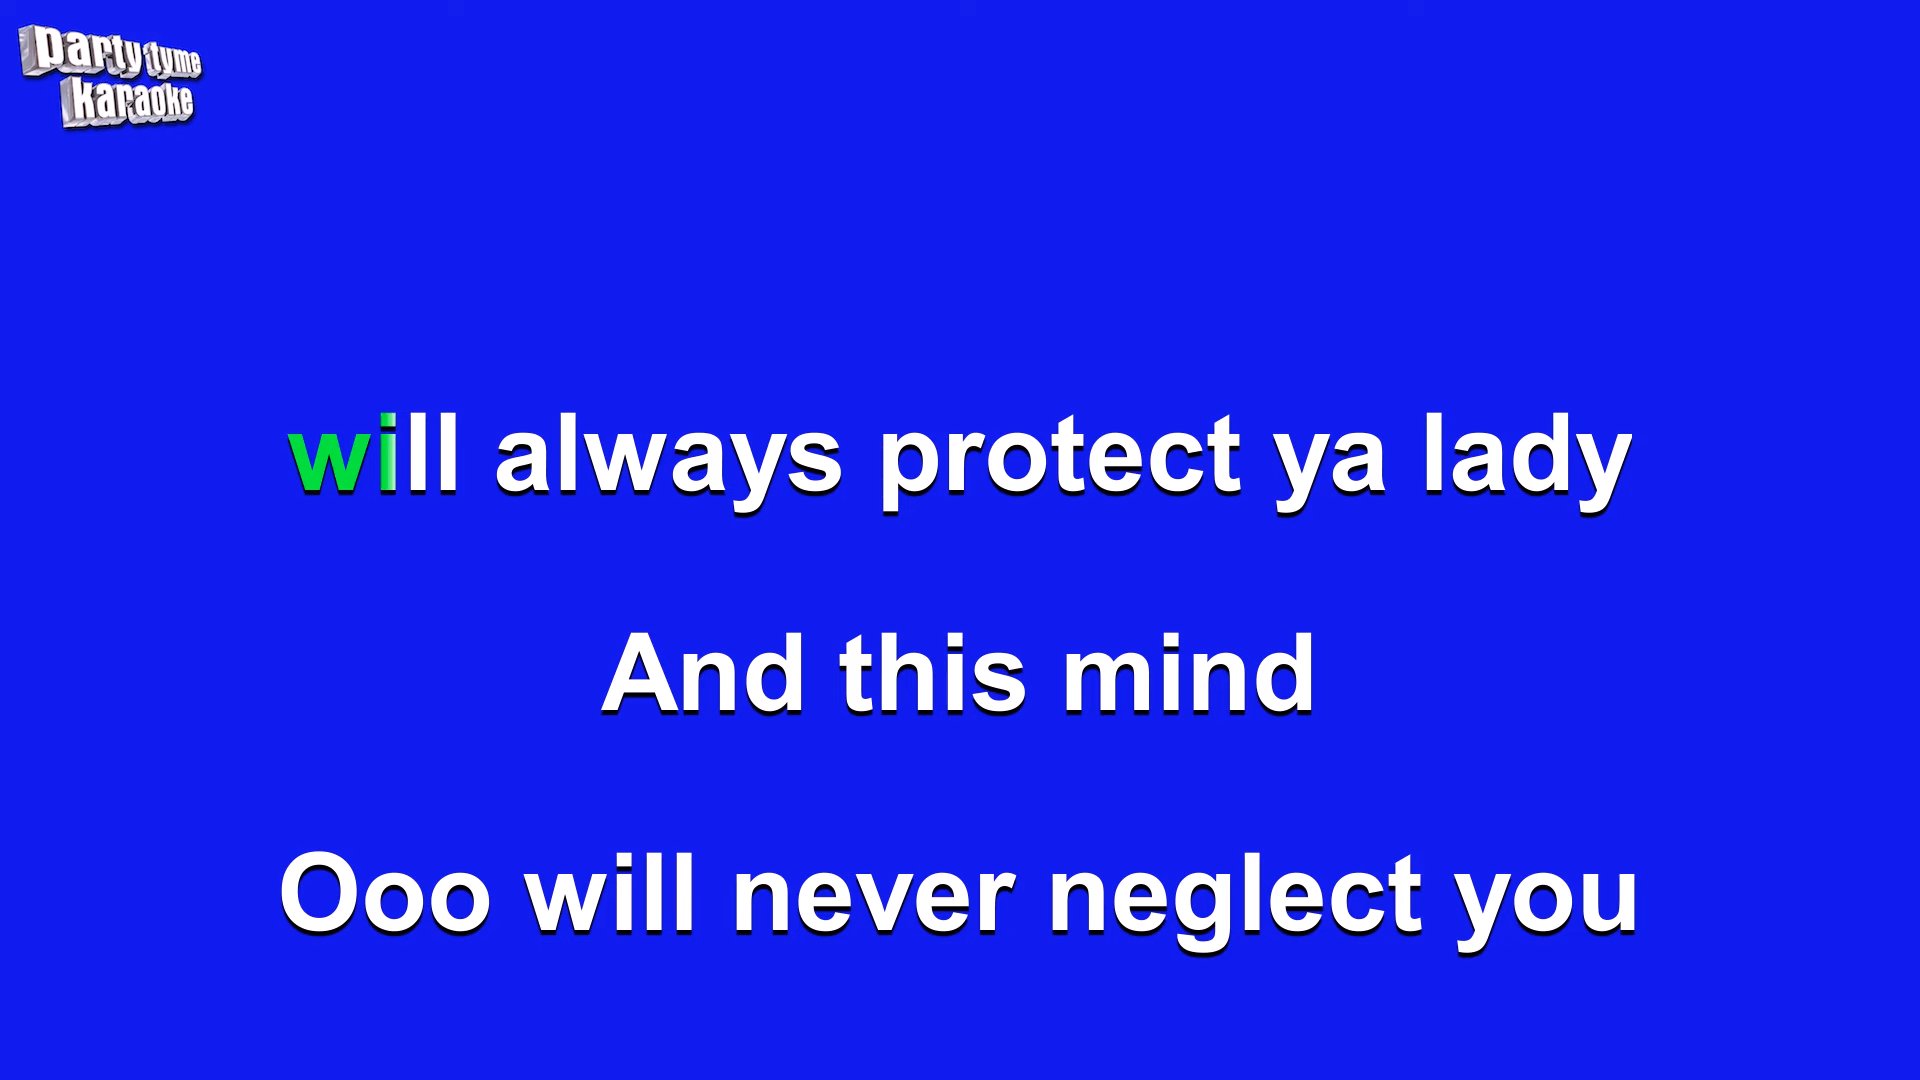 party tyme
karaoke
will always protect ya lady
And this mind
Ooo will never neglect you